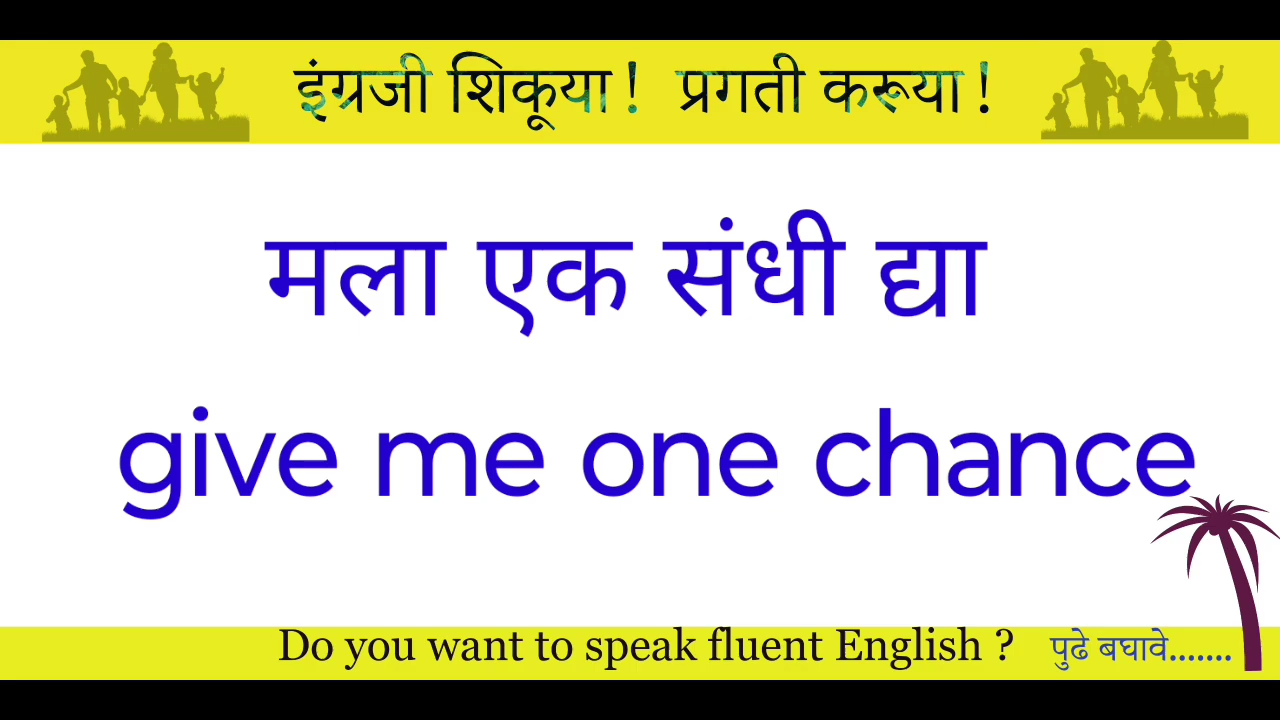 इंग्रजी शिकूया! प्रगती करूया!
मला एक संधी द्या
give me one chance
Do you want to speak fluent English ? पुढे बघावे.......